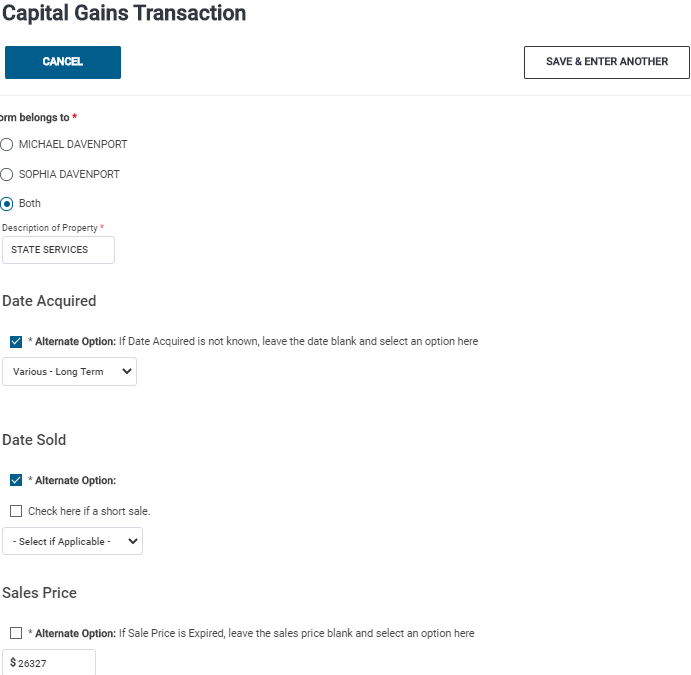 Capital Gains Transaction
CANCEL
SAVE & ENTER ANOTHER
orm belongs to *
MICHAEL DAVENPORT
SOPHIA DAVENPORT
Both
Description of Property *
STATE SERVICES
Date Acquired
* Alternate Option: If Date Acquired is not known, leave the date blank and select an option here
Various - Long Term
Date Sold
* Alternate Option:
Check here if a short sale.
- Select if Applicable -
Sales Price
* Alternate Option: If Sale Price is Expired, leave the sales price blank and select an option here
$ 26327